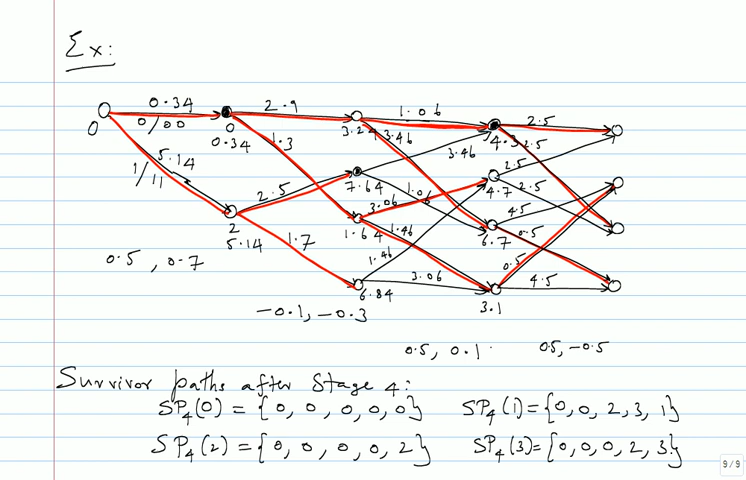 Ex:
0.34 2.9 1.06 2.5
0 0/00 0 3.24 3.46 4.3 2.5
0.34 1.3 3.46
5.14 2.5
1/11 2.5 7.64 1.06 4.7 2.5
3.06 4.5
2 1.64 1.46 6.7 0.5
5.14 1.7 1.46 0.5
0.5, 0.7 3.06 4.5
6.84 3.1
-0.1, -0.3
0.5, 0.1 0.5, -0.5
Survivor paths after Stage 4:
SP4(0) = {0, 0, 0, 0, 0} SP4(1) = {0, 0, 2, 3, 1}
SP4(2) = {0, 0, 0, 0, 2} SP4(3) = {0, 0, 0, 2, 3}
9/9